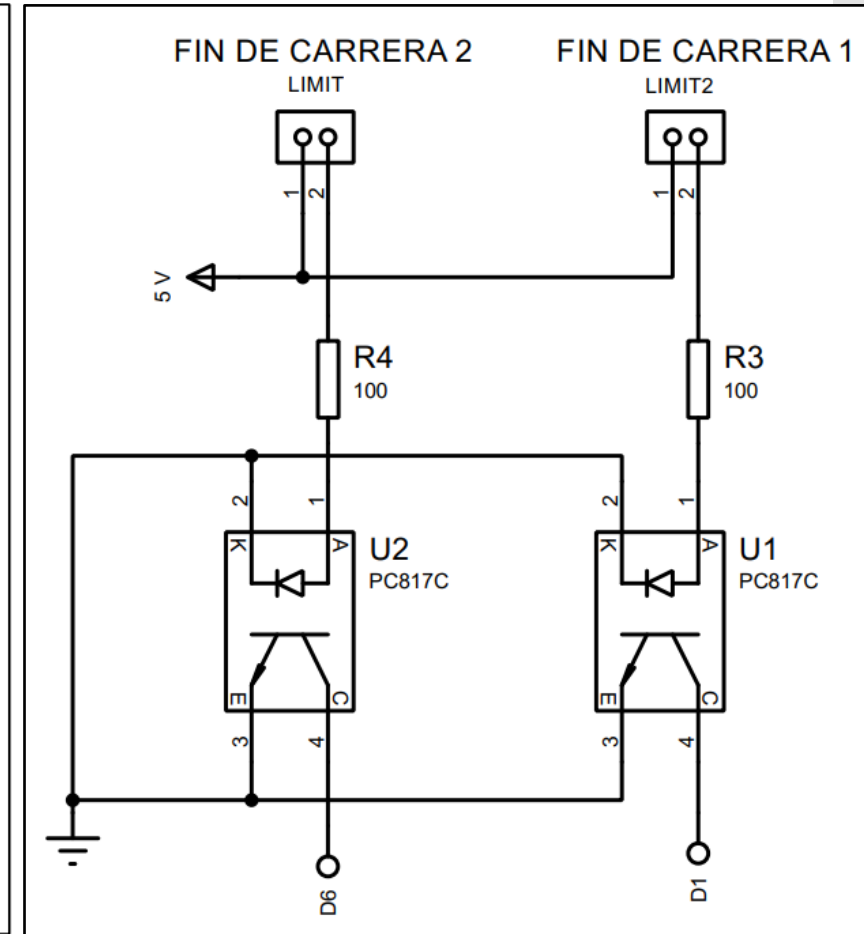 FIN DE CARRERA 2
LIMIT
FIN DE CARRERA 1
LIMIT2
1
2
1
2
5 V
R4
100
R3
100
2
1
K
A
U2
PC817C
E
C
3
4
2
1
K
A
U1
PC817C
E
C
3
4
D6
D1